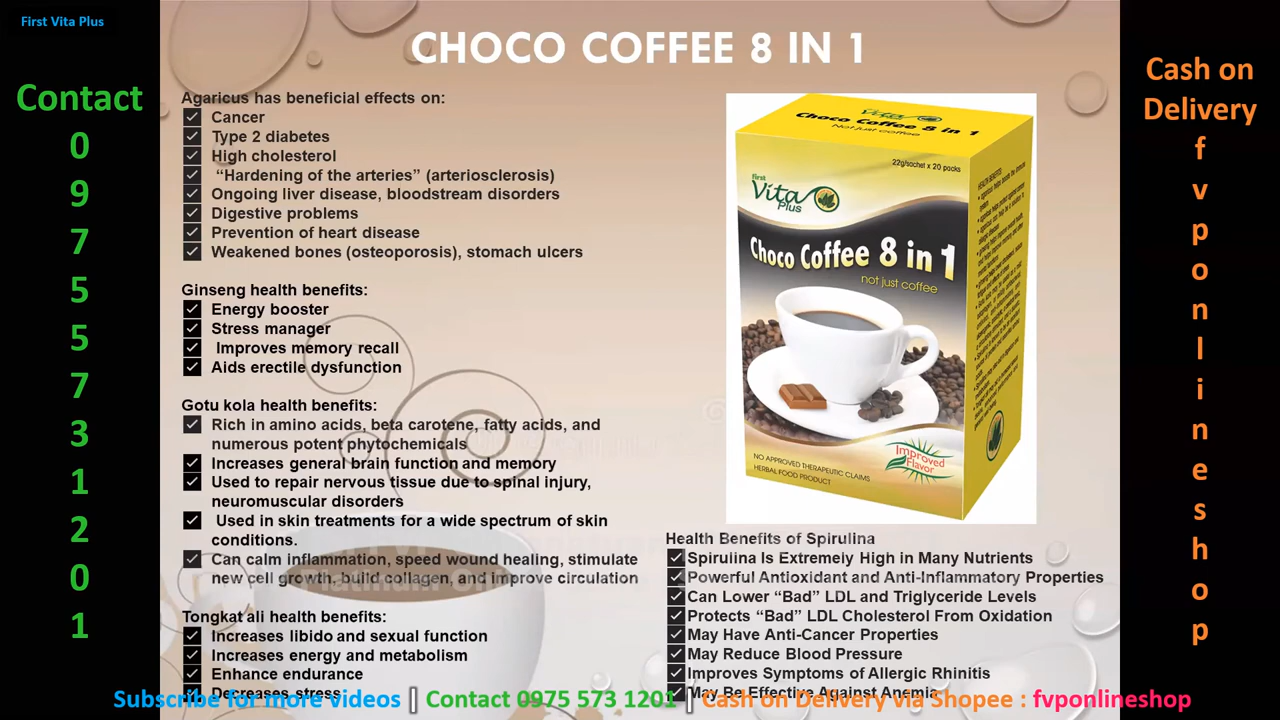 First Vita Plus
CHOCO COFFEE 8 IN 1
Contact
0
9
7
5
5
7
3
1
2
0
1
Agaricus has beneficial effects on:
Cancer
Type 2 diabetes
High cholesterol
“Hardening of the arteries” (arteriosclerosis)
Ongoing liver disease, bloodstream disorders
Digestive problems
Prevention of heart disease
Weakened bones (osteoporosis), stomach ulcers
Ginseng health benefits:
Energy booster
Stress manager
Improves memory recall
Aids erectile dysfunction
Gotu kola health benefits:
Rich in amino acids, beta carotene, fatty acids, and
numerous potent phytochemicals
Increases general brain function and memory
Used to repair nervous tissue due to spinal injury,
neuromuscular disorders
Used in skin treatments for a wide spectrum of skin
conditions.
Can calm inflammation, speed wound healing, stimulate
new cell growth, build collagen, and improve circulation
Tongkat ali health benefits:
Increases libido and sexual function
Increases energy and metabolism
Enhance endurance
Decreases stress
Vita Plus
Choco Coffee 8 in 1
Not just coffee
22g/sachet x 20 packs
First
Vita
Plus
Choco Coffee 8 in 1
not just coffee
Improved
Flavor
NO APPROVED THERAPEUTIC CLAIMS
HERBAL FOOD PRODUCT
Health Benefits of Spirulina
Spirulina Is Extremely High in Many Nutrients
Powerful Antioxidant and Anti-Inflammatory Properties
Can Lower “Bad” LDL and Triglyceride Levels
Protects “Bad” LDL Cholesterol From Oxidation
May Have Anti-Cancer Properties
May Reduce Blood Pressure
Improves Symptoms of Allergic Rhinitis
May Be Effective Against Anemia
Cash on
Delivery
f
v
p
o
n
l
i
n
e
s
h
o
p
Subscribe for more videos | Contact 0975 573 1201 | Cash on Delivery via Shopee : fvponlineshop